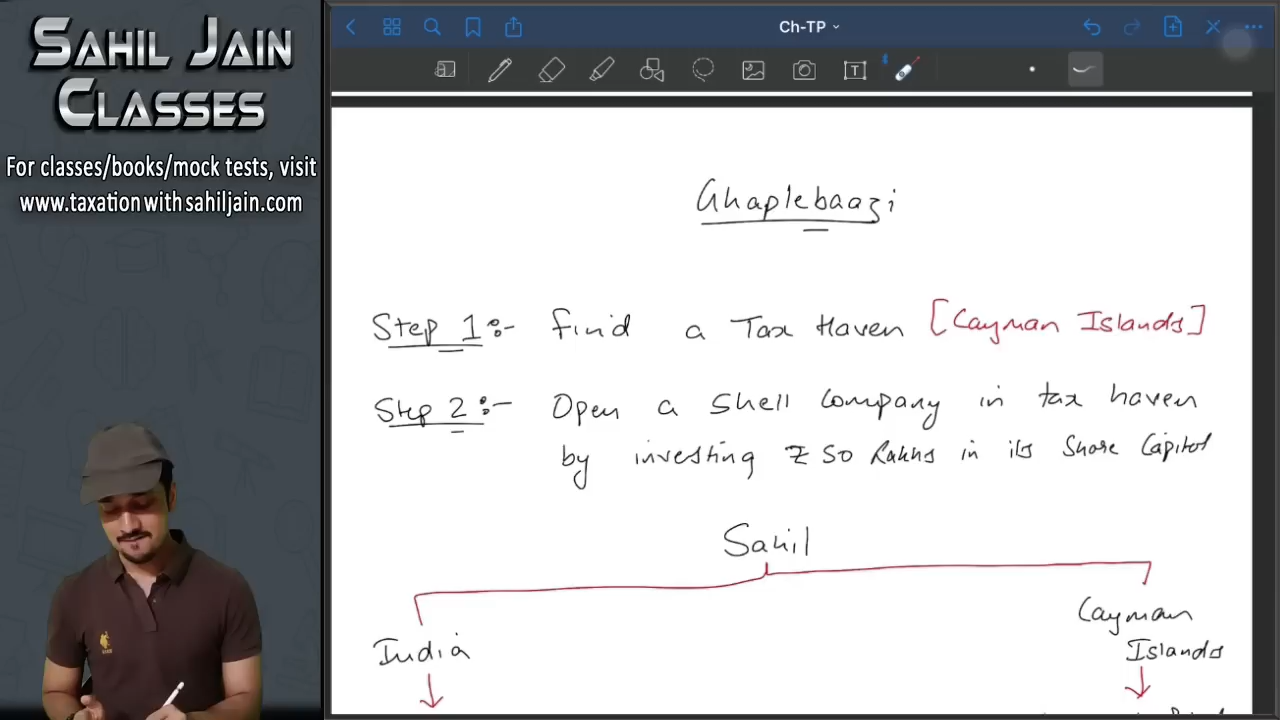 SAHIL JAIN
CLASSES
For classes/books/mock tests, visit
www.taxationwithsahiljain.com
Ch-TP
Ghaplebaazi
Step 1:- Find a Tax Haven [Cayman Islands]
Step 2:- Open a Shell Company in tax haven
by investing ₹ 50 Lakhs in its Share Capital
Sahil
India
Cayman
Islands